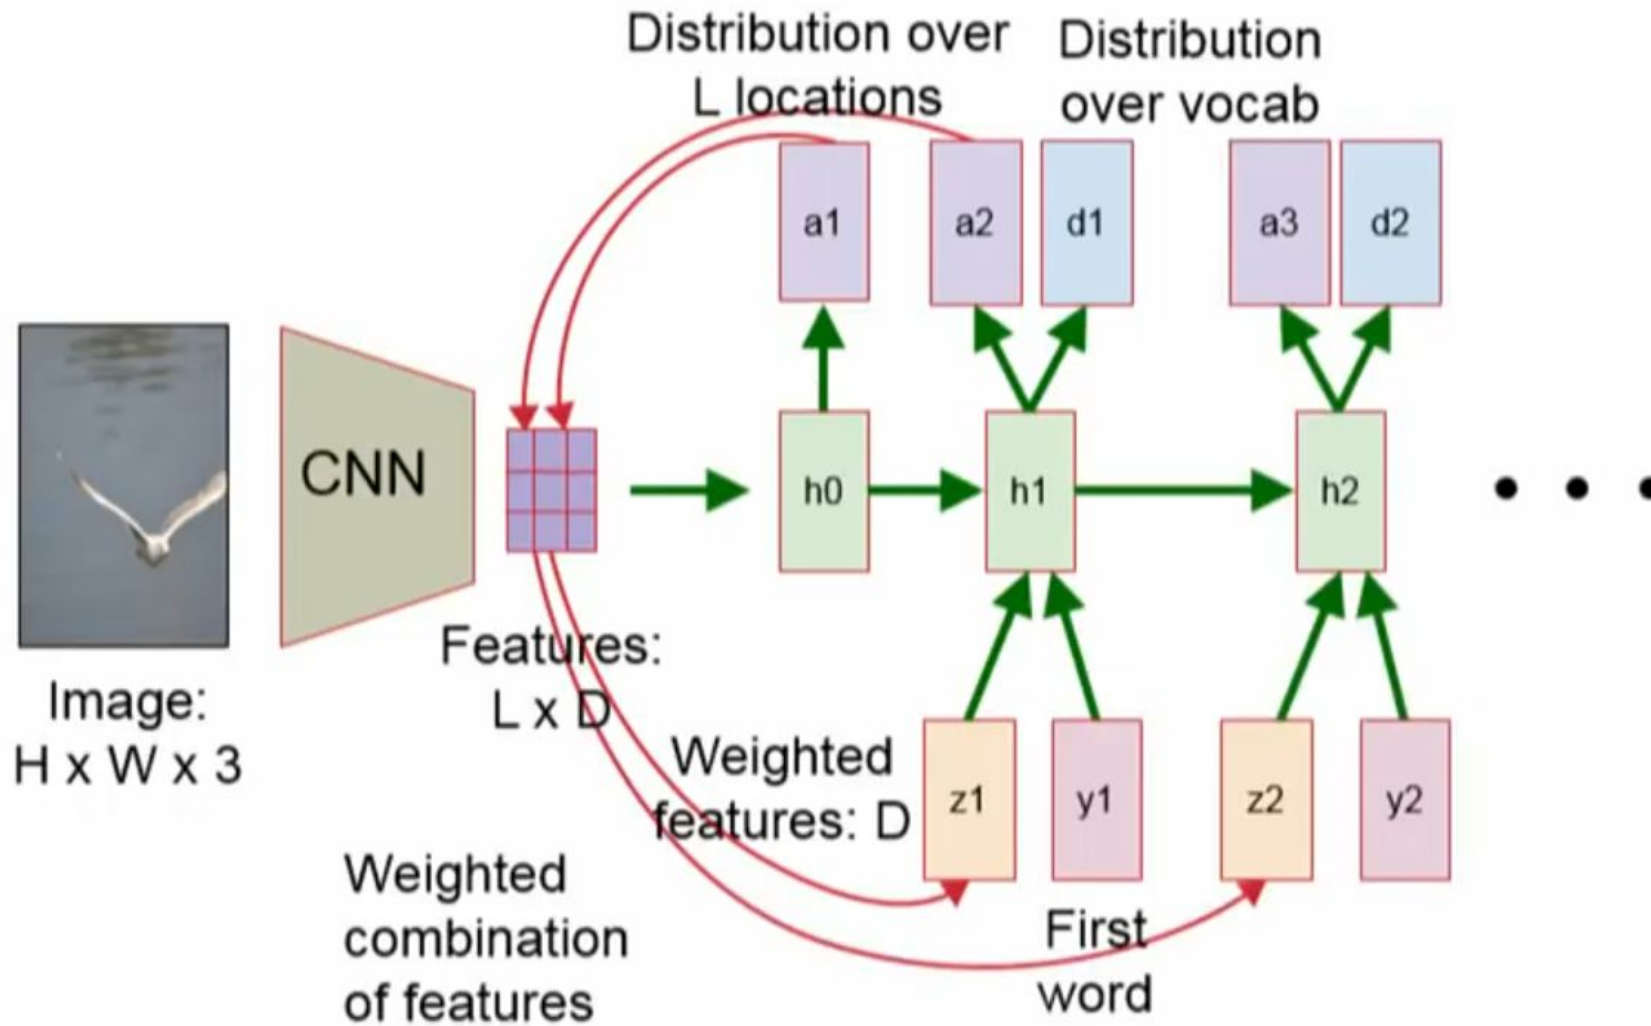 Distribution over
L locations
Distribution
over vocab
a1
a2
d1
a3
d2
CNN
h0
h1
h2
Image:
H x W x 3
Features:
L x D
Weighted
features: D
z1
y1
z2
y2
Weighted
combination
of features
First
word